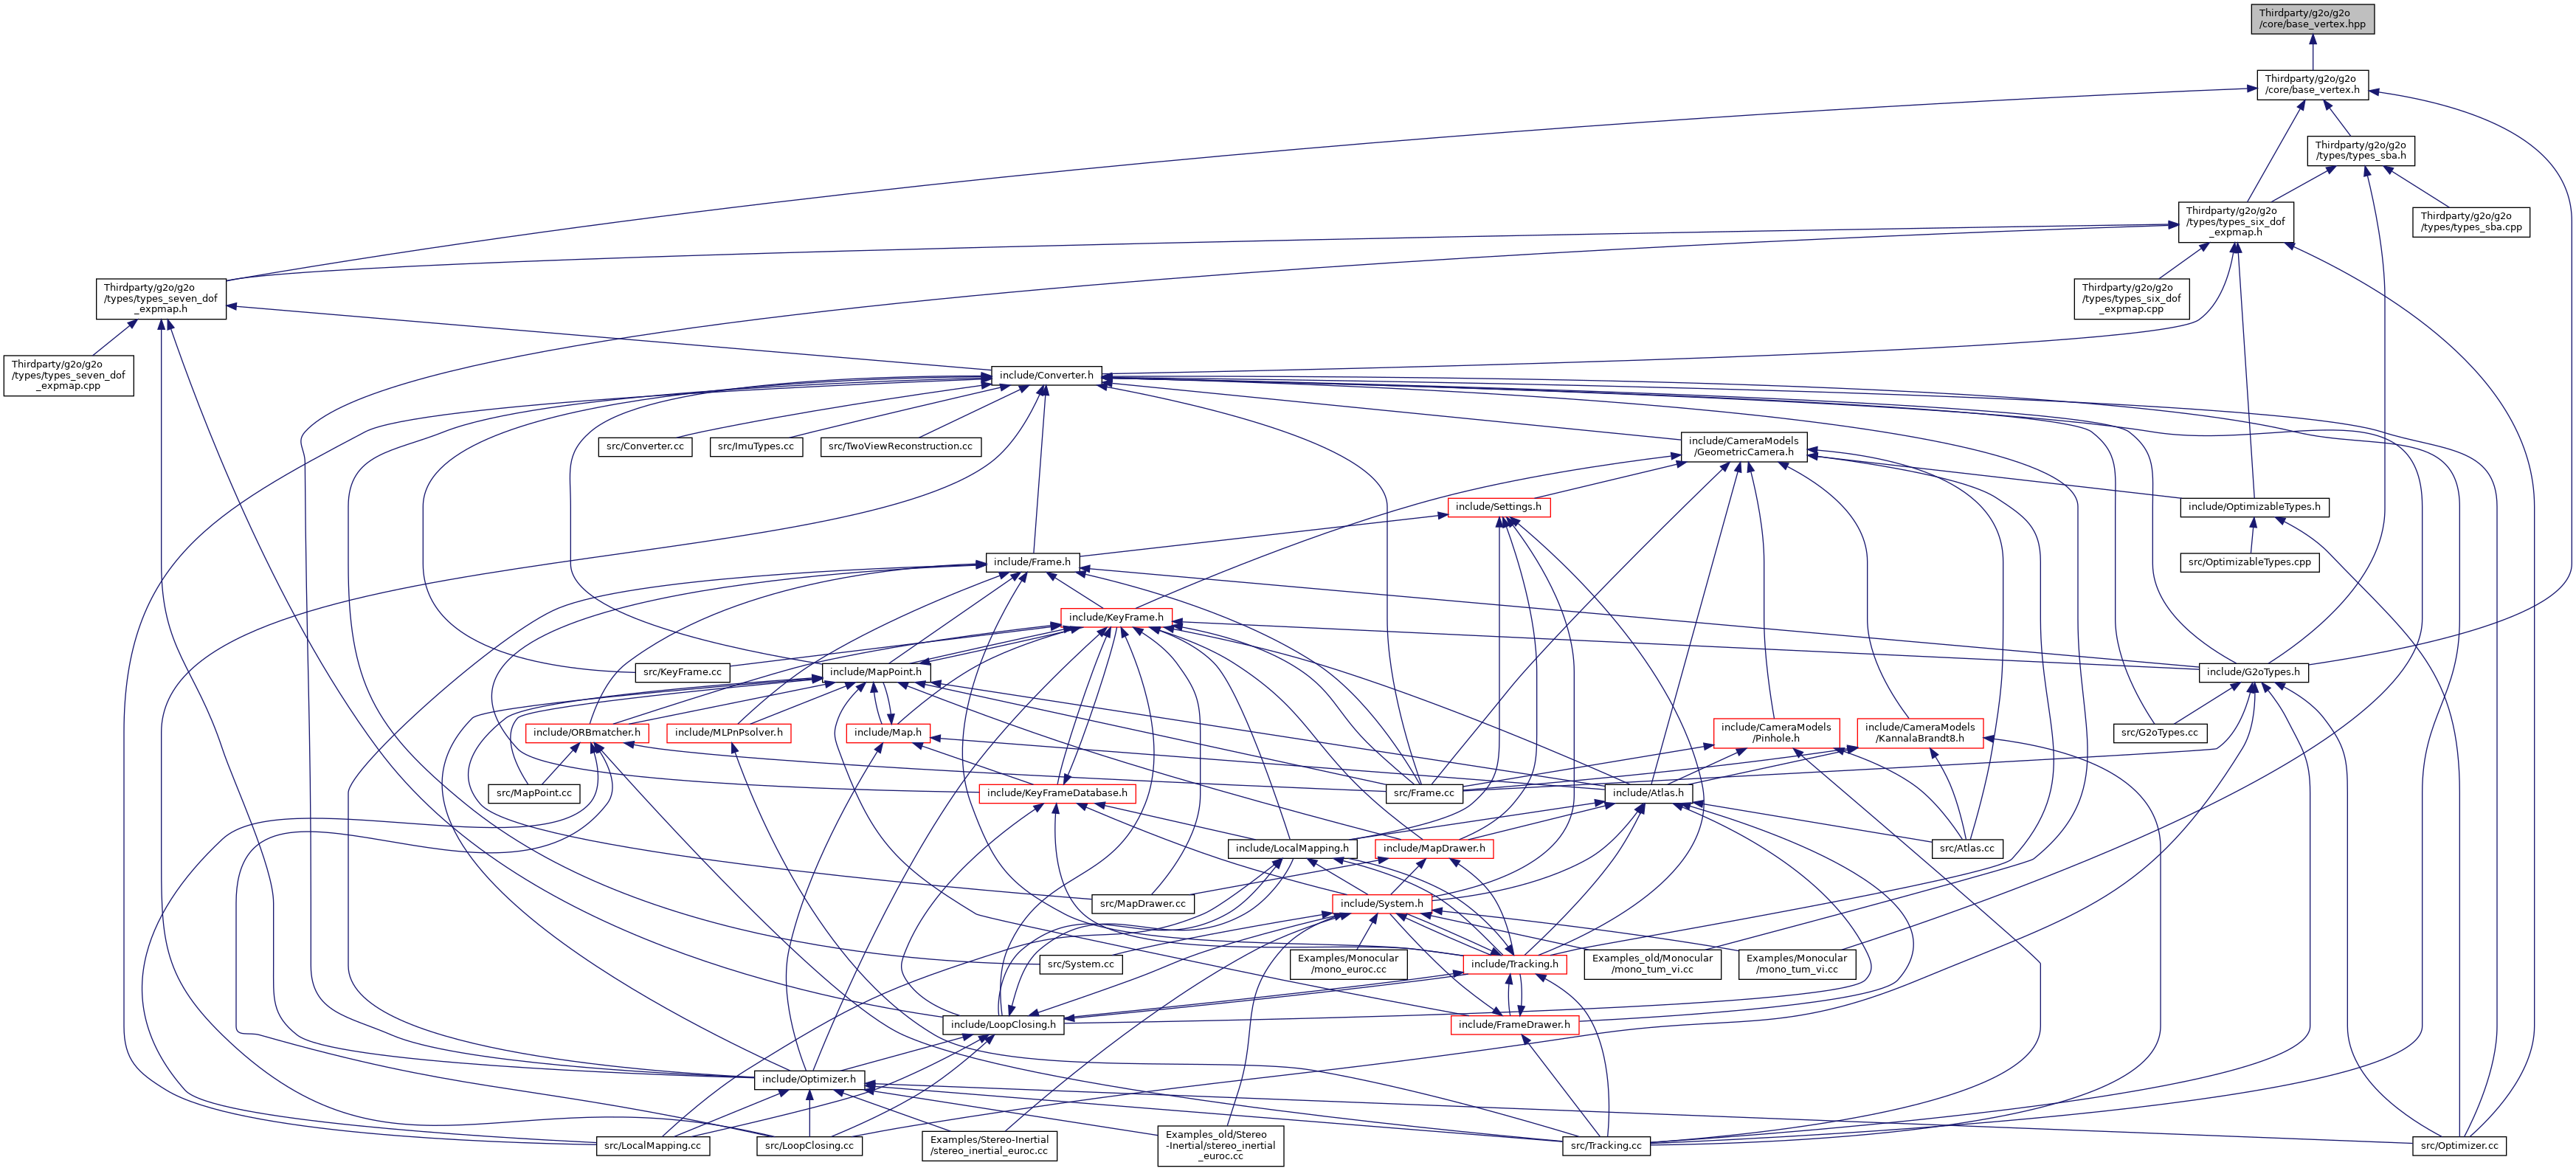 Thirdparty/g2o/g2o
/core/base_vertex.hpp
Thirdparty/g2o/g2o
/core/base_vertex.h
Thirdparty/g2o/g2o
/types/types_sba.h
Thirdparty/g2o/g2o
/types/types_six_dof
_expmap.h
Thirdparty/g2o/g2o
/types/types_sba.cpp
Thirdparty/g2o/g2o
/types/types_seven_dof
_expmap.h
Thirdparty/g2o/g2o
/types/types_six_dof
_expmap.cpp
Thirdparty/g2o/g2o
/types/types_seven_dof
_expmap.cpp
include/Converter.h
src/Converter.cc
src/ImuTypes.cc
src/TwoViewReconstruction.cc
include/CameraModels
/GeometricCamera.h
include/Settings.h
include/OptimizableTypes.h
include/Frame.h
src/OptimizableTypes.cpp
include/KeyFrame.h
src/KeyFrame.cc
include/MapPoint.h
include/G2oTypes.h
include/ORBmatcher.h
include/MLPnPsolver.h
include/Map.h
include/CameraModels
/Pinhole.h
include/CameraModels
/KannalaBrandt8.h
src/G2oTypes.cc
src/MapPoint.cc
include/KeyFrameDatabase.h
src/Frame.cc
include/Atlas.h
include/LocalMapping.h
include/MapDrawer.h
src/Atlas.cc
src/MapDrawer.cc
include/System.h
src/System.cc
Examples/Monocular
/mono_euroc.cc
include/Tracking.h
Examples_old/Monocular
/mono_tum_vi.cc
Examples/Monocular
/mono_tum_vi.cc
include/LoopClosing.h
include/FrameDrawer.h
include/Optimizer.h
src/LocalMapping.cc
src/LoopClosing.cc
Examples/Stereo-Inertial
/stereo_inertial_euroc.cc
Examples_old/Stereo
-Inertial/stereo_inertial
_euroc.cc
src/Tracking.cc
src/Optimizer.cc